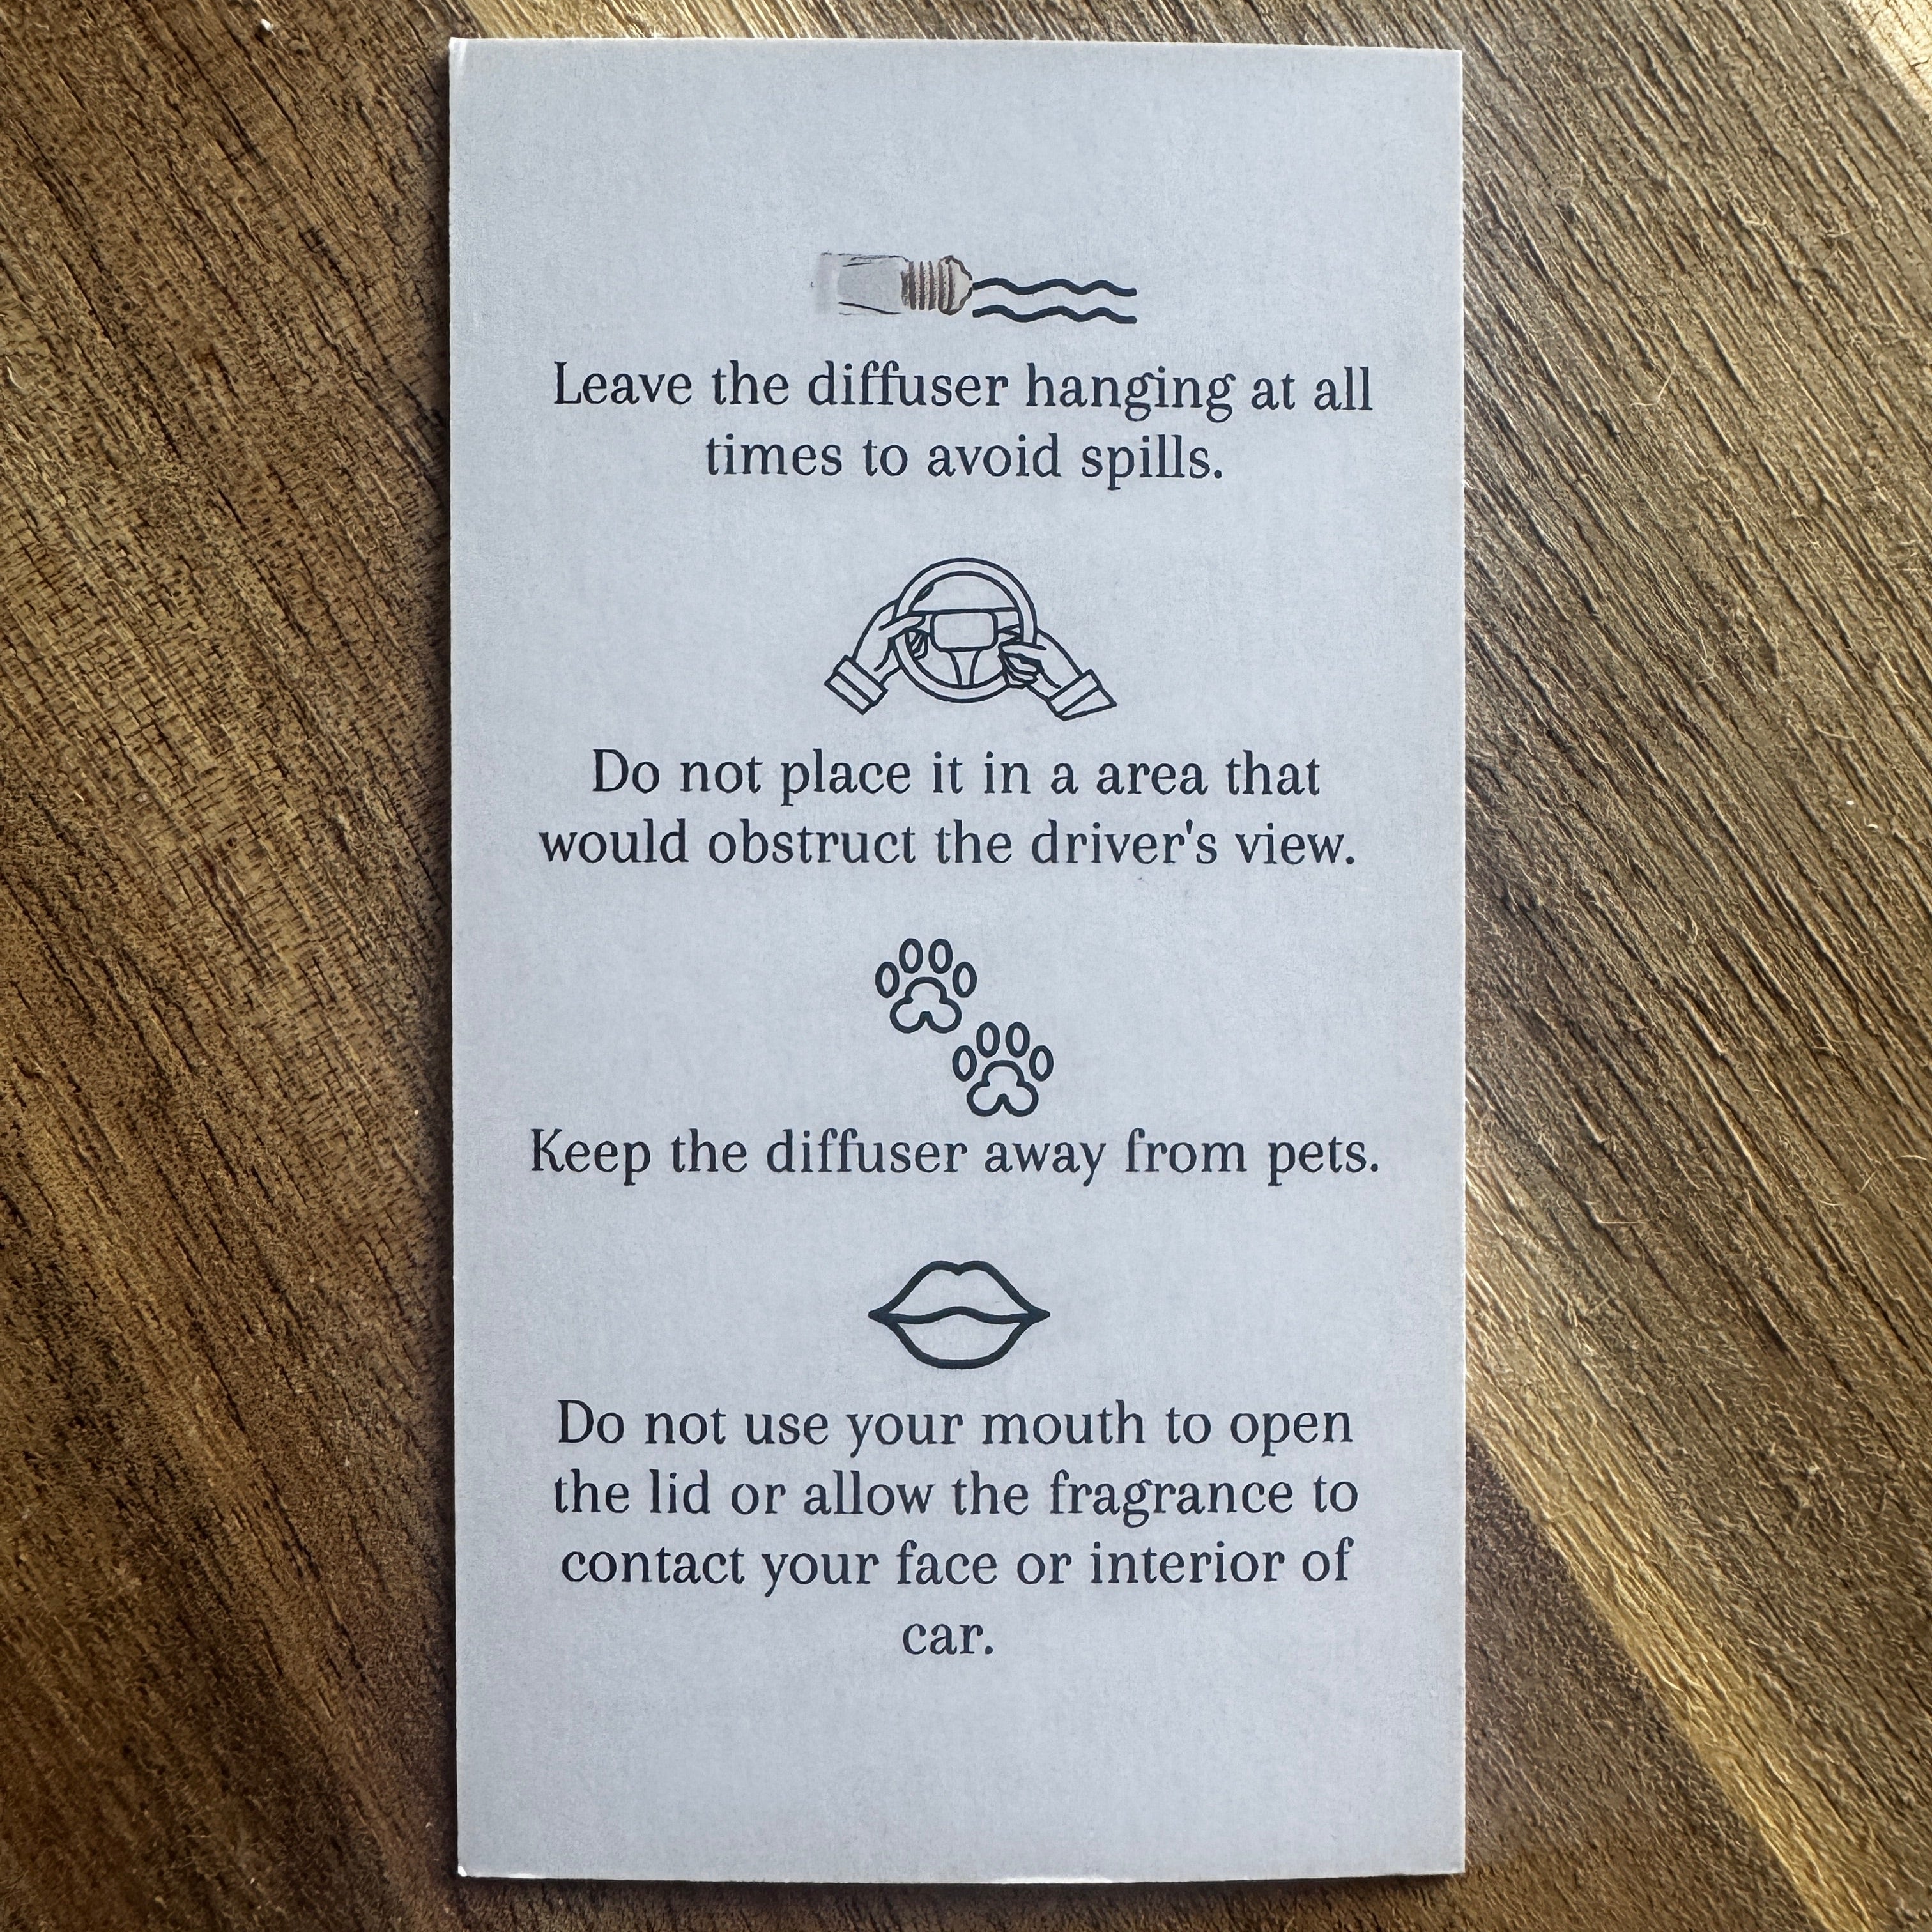 Leave the diffuser hanging at all
times to avoid spills.
Do not place it in a area that
would obstruct the driver's view.
Keep the diffuser away from pets.
Do not use your mouth to open
the lid or allow the fragrance to
contact your face or interior of
car.